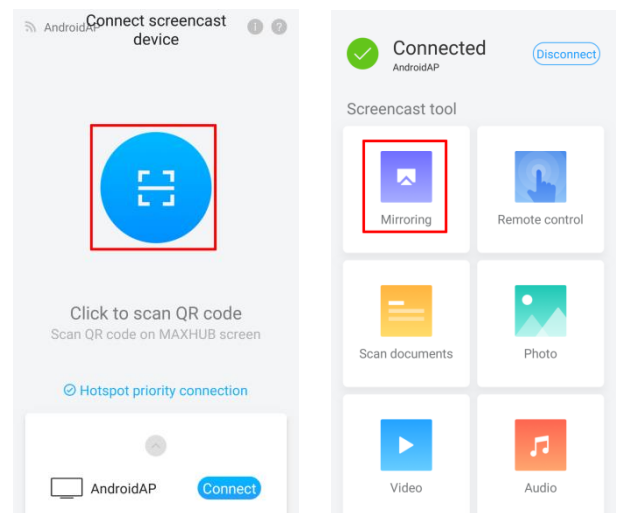 AndroidAP
Connect screencast
device
Click to scan QR code
Scan QR code on MAXHUB screen
Hotspot priority connection
AndroidAP
Connect
Connected
AndroidAP
Disconnect
Screencast tool
Mirroring
Remote control
Scan documents
Photo
Video
Audio